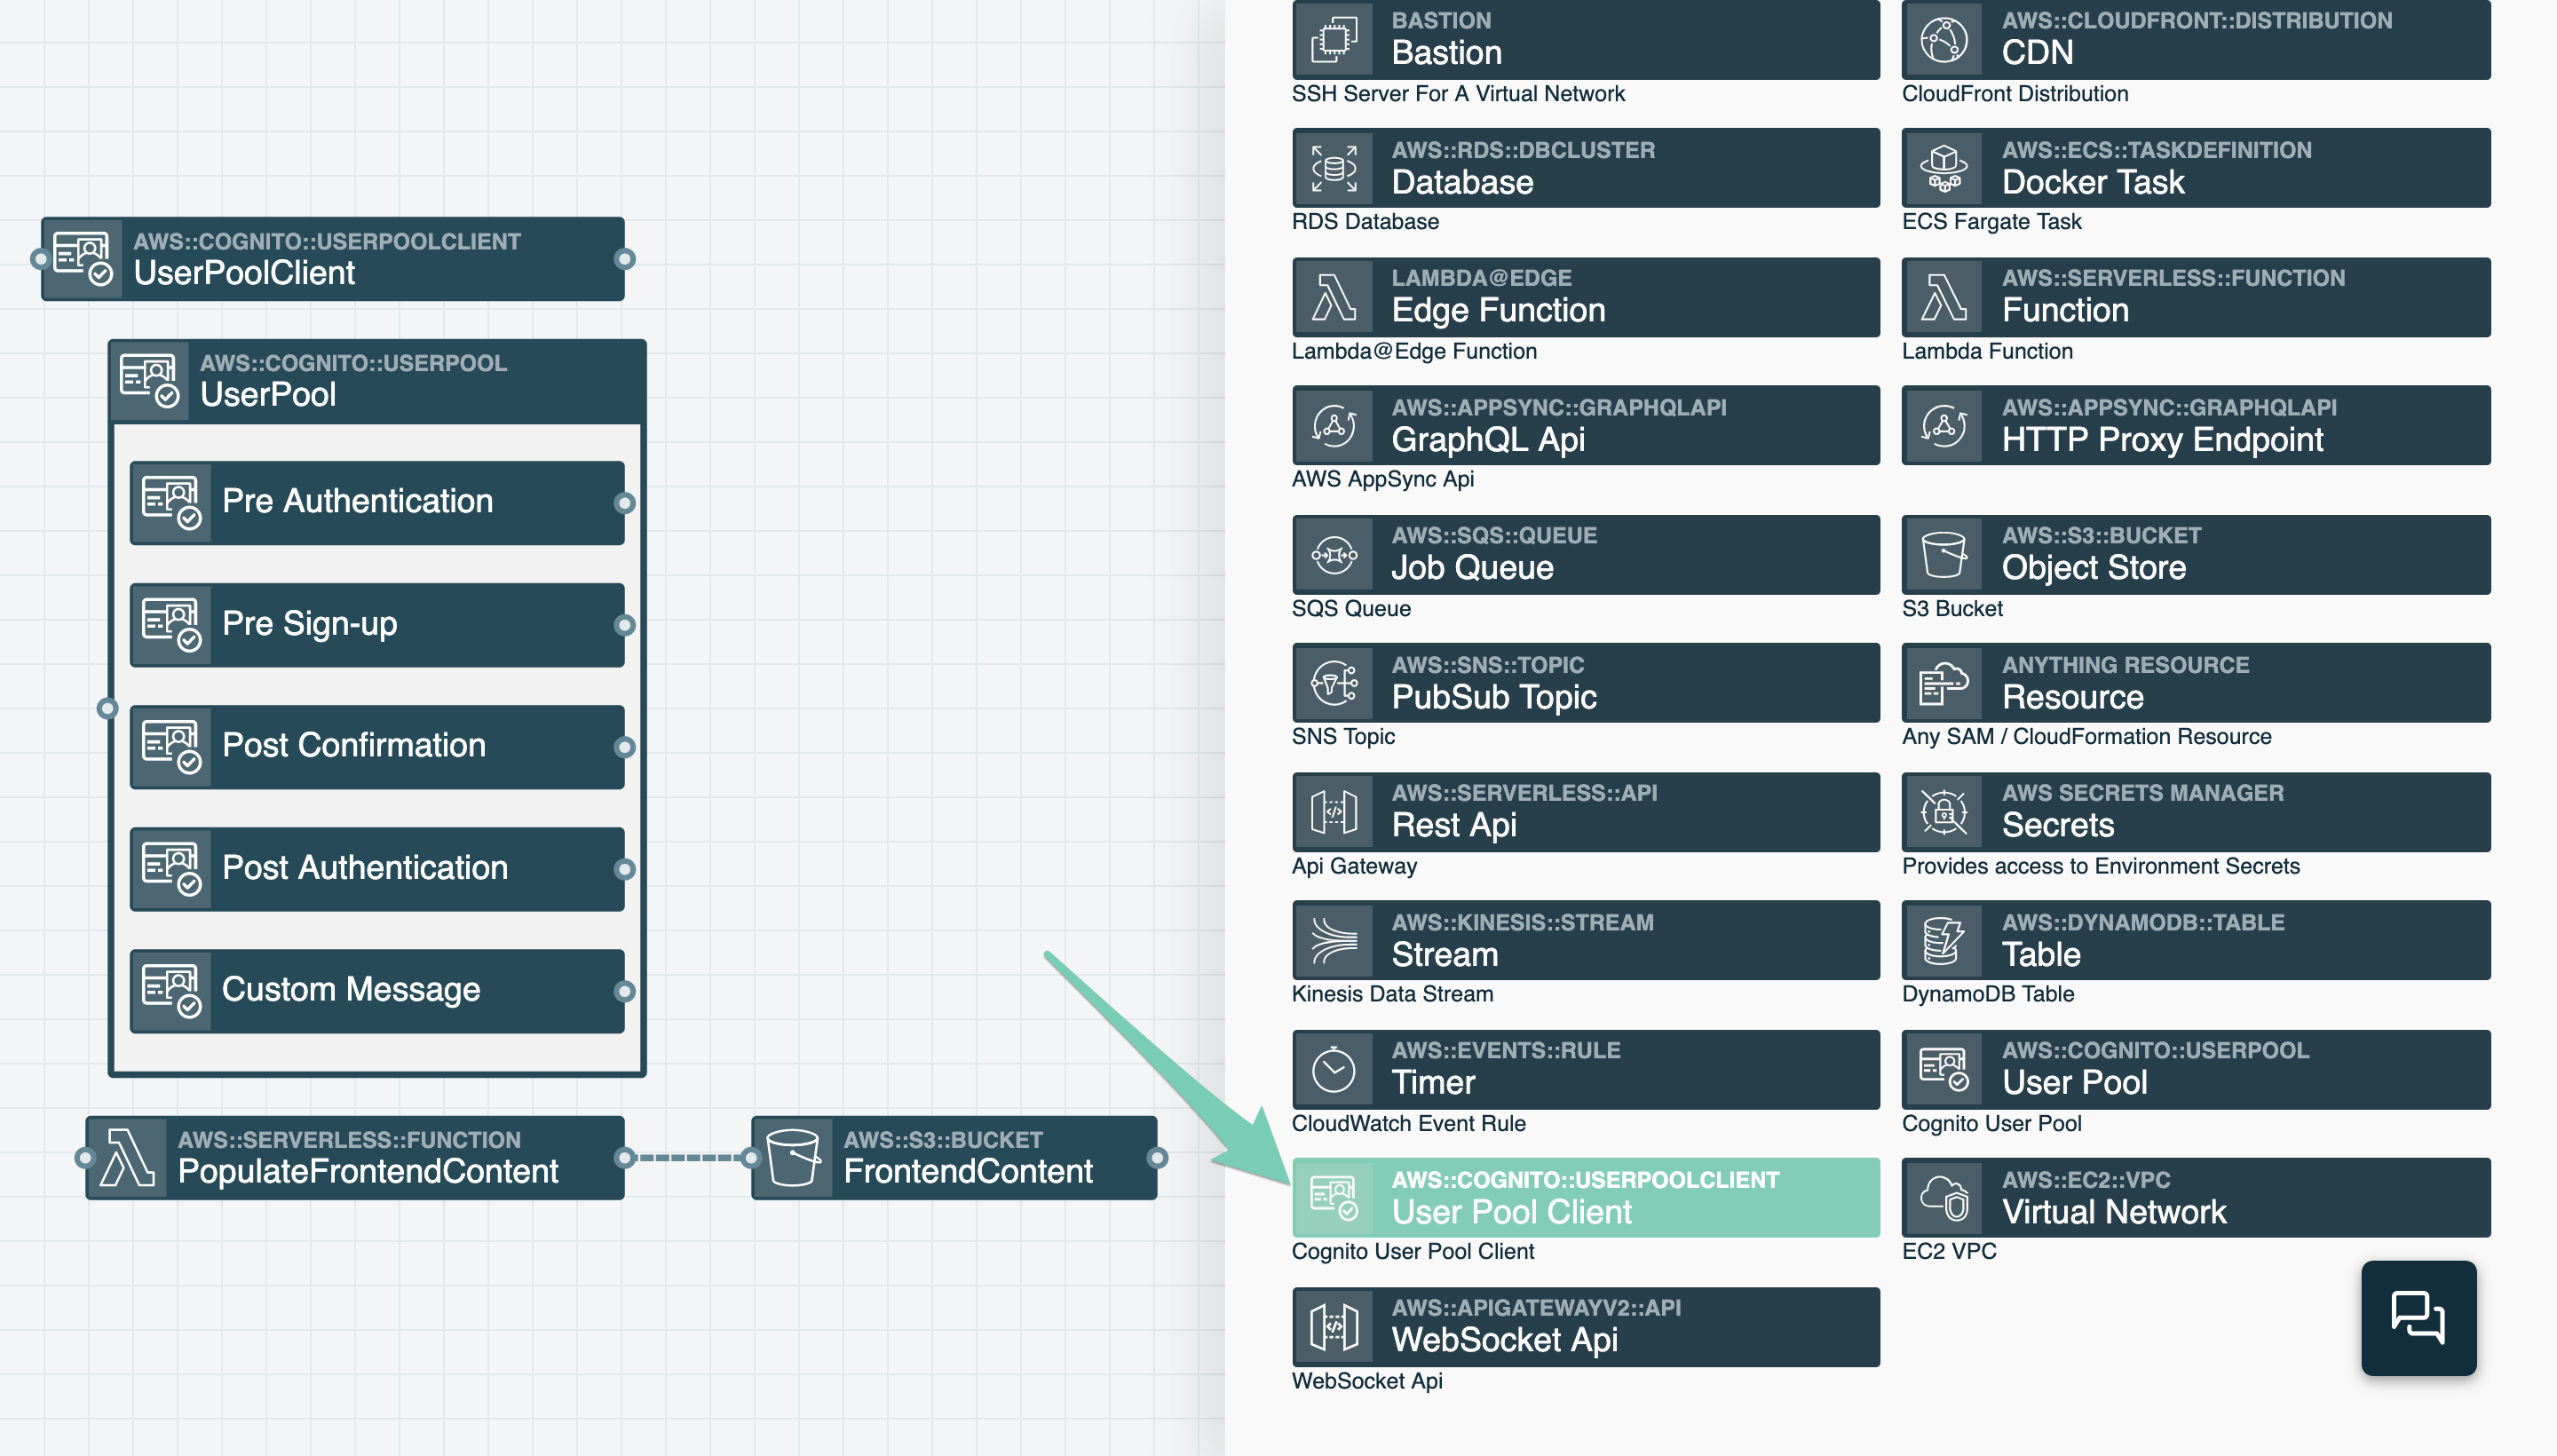 AWS::COGNITO::USERPOOLCLIENT
UserPoolClient
AWS::COGNITO::USERPOOL
UserPool
Pre Authentication
Pre Sign-up
Post Confirmation
Post Authentication
Custom Message
AWS::SERVERLESS::FUNCTION
PopulateFrontendContent
AWS::S3::BUCKET
FrontendContent
BASTION
Bastion
SSH Server For A Virtual Network
AWS::CLOUDFRONT::DISTRIBUTION
CDN
CloudFront Distribution
AWS::RDS::DBCLUSTER
Database
RDS Database
AWS::ECS::TASKDEFINITION
Docker Task
ECS Fargate Task
LAMBDA@EDGE
Edge Function
Lambda@Edge Function
AWS::SERVERLESS::FUNCTION
Function
Lambda Function
AWS::APPSYNC::GRAPHQLAPI
GraphQL Api
AWS AppSync Api
AWS::APPSYNC::GRAPHQLAPI
HTTP Proxy Endpoint
AWS::SQS::QUEUE
Job Queue
SQS Queue
AWS::S3::BUCKET
Object Store
S3 Bucket
AWS::SNS::TOPIC
PubSub Topic
SNS Topic
ANYTHING RESOURCE
Resource
Any SAM / CloudFormation Resource
AWS::SERVERLESS::API
Rest Api
Api Gateway
AWS SECRETS MANAGER
Secrets
Provides access to Environment Secrets
AWS::KINESIS::STREAM
Stream
Kinesis Data Stream
AWS::DYNAMODB::TABLE
Table
DynamoDB Table
AWS::EVENTS::RULE
Timer
CloudWatch Event Rule
AWS::COGNITO::USERPOOL
User Pool
Cognito User Pool
AWS::COGNITO::USERPOOLCLIENT
User Pool Client
Cognito User Pool Client
AWS::EC2::VPC
Virtual Network
EC2 VPC
AWS::APIGATEWAYV2::API
WebSocket Api
WebSocket Api